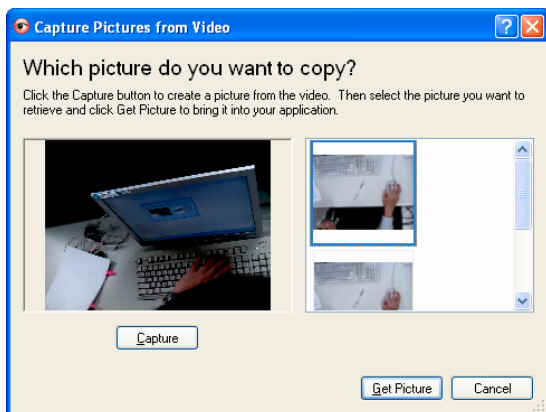 Capture Pictures from Video
Which picture do you want to copy?
Click the Capture button to create a picture from the video.  Then select the picture you want to
retrieve and click Get Picture to bring it into your application.
Capture
Get Picture
Cancel